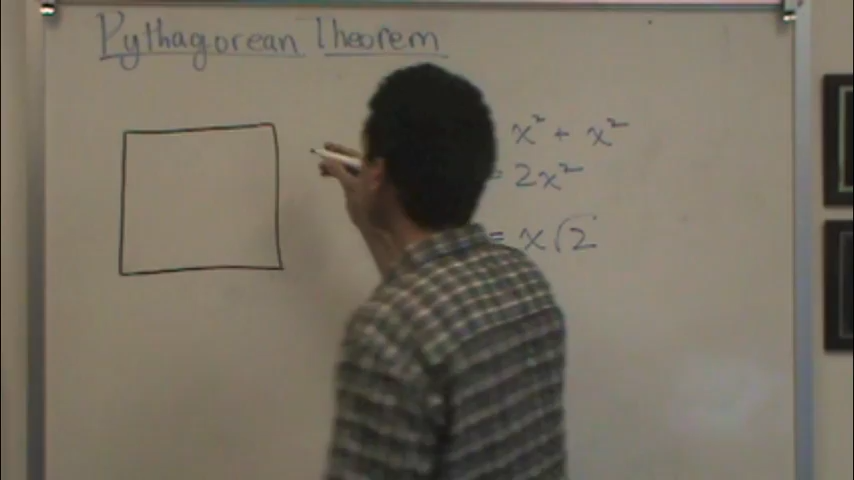 Pythagorean Theorem
x² + x²
= 2x²
= x√2